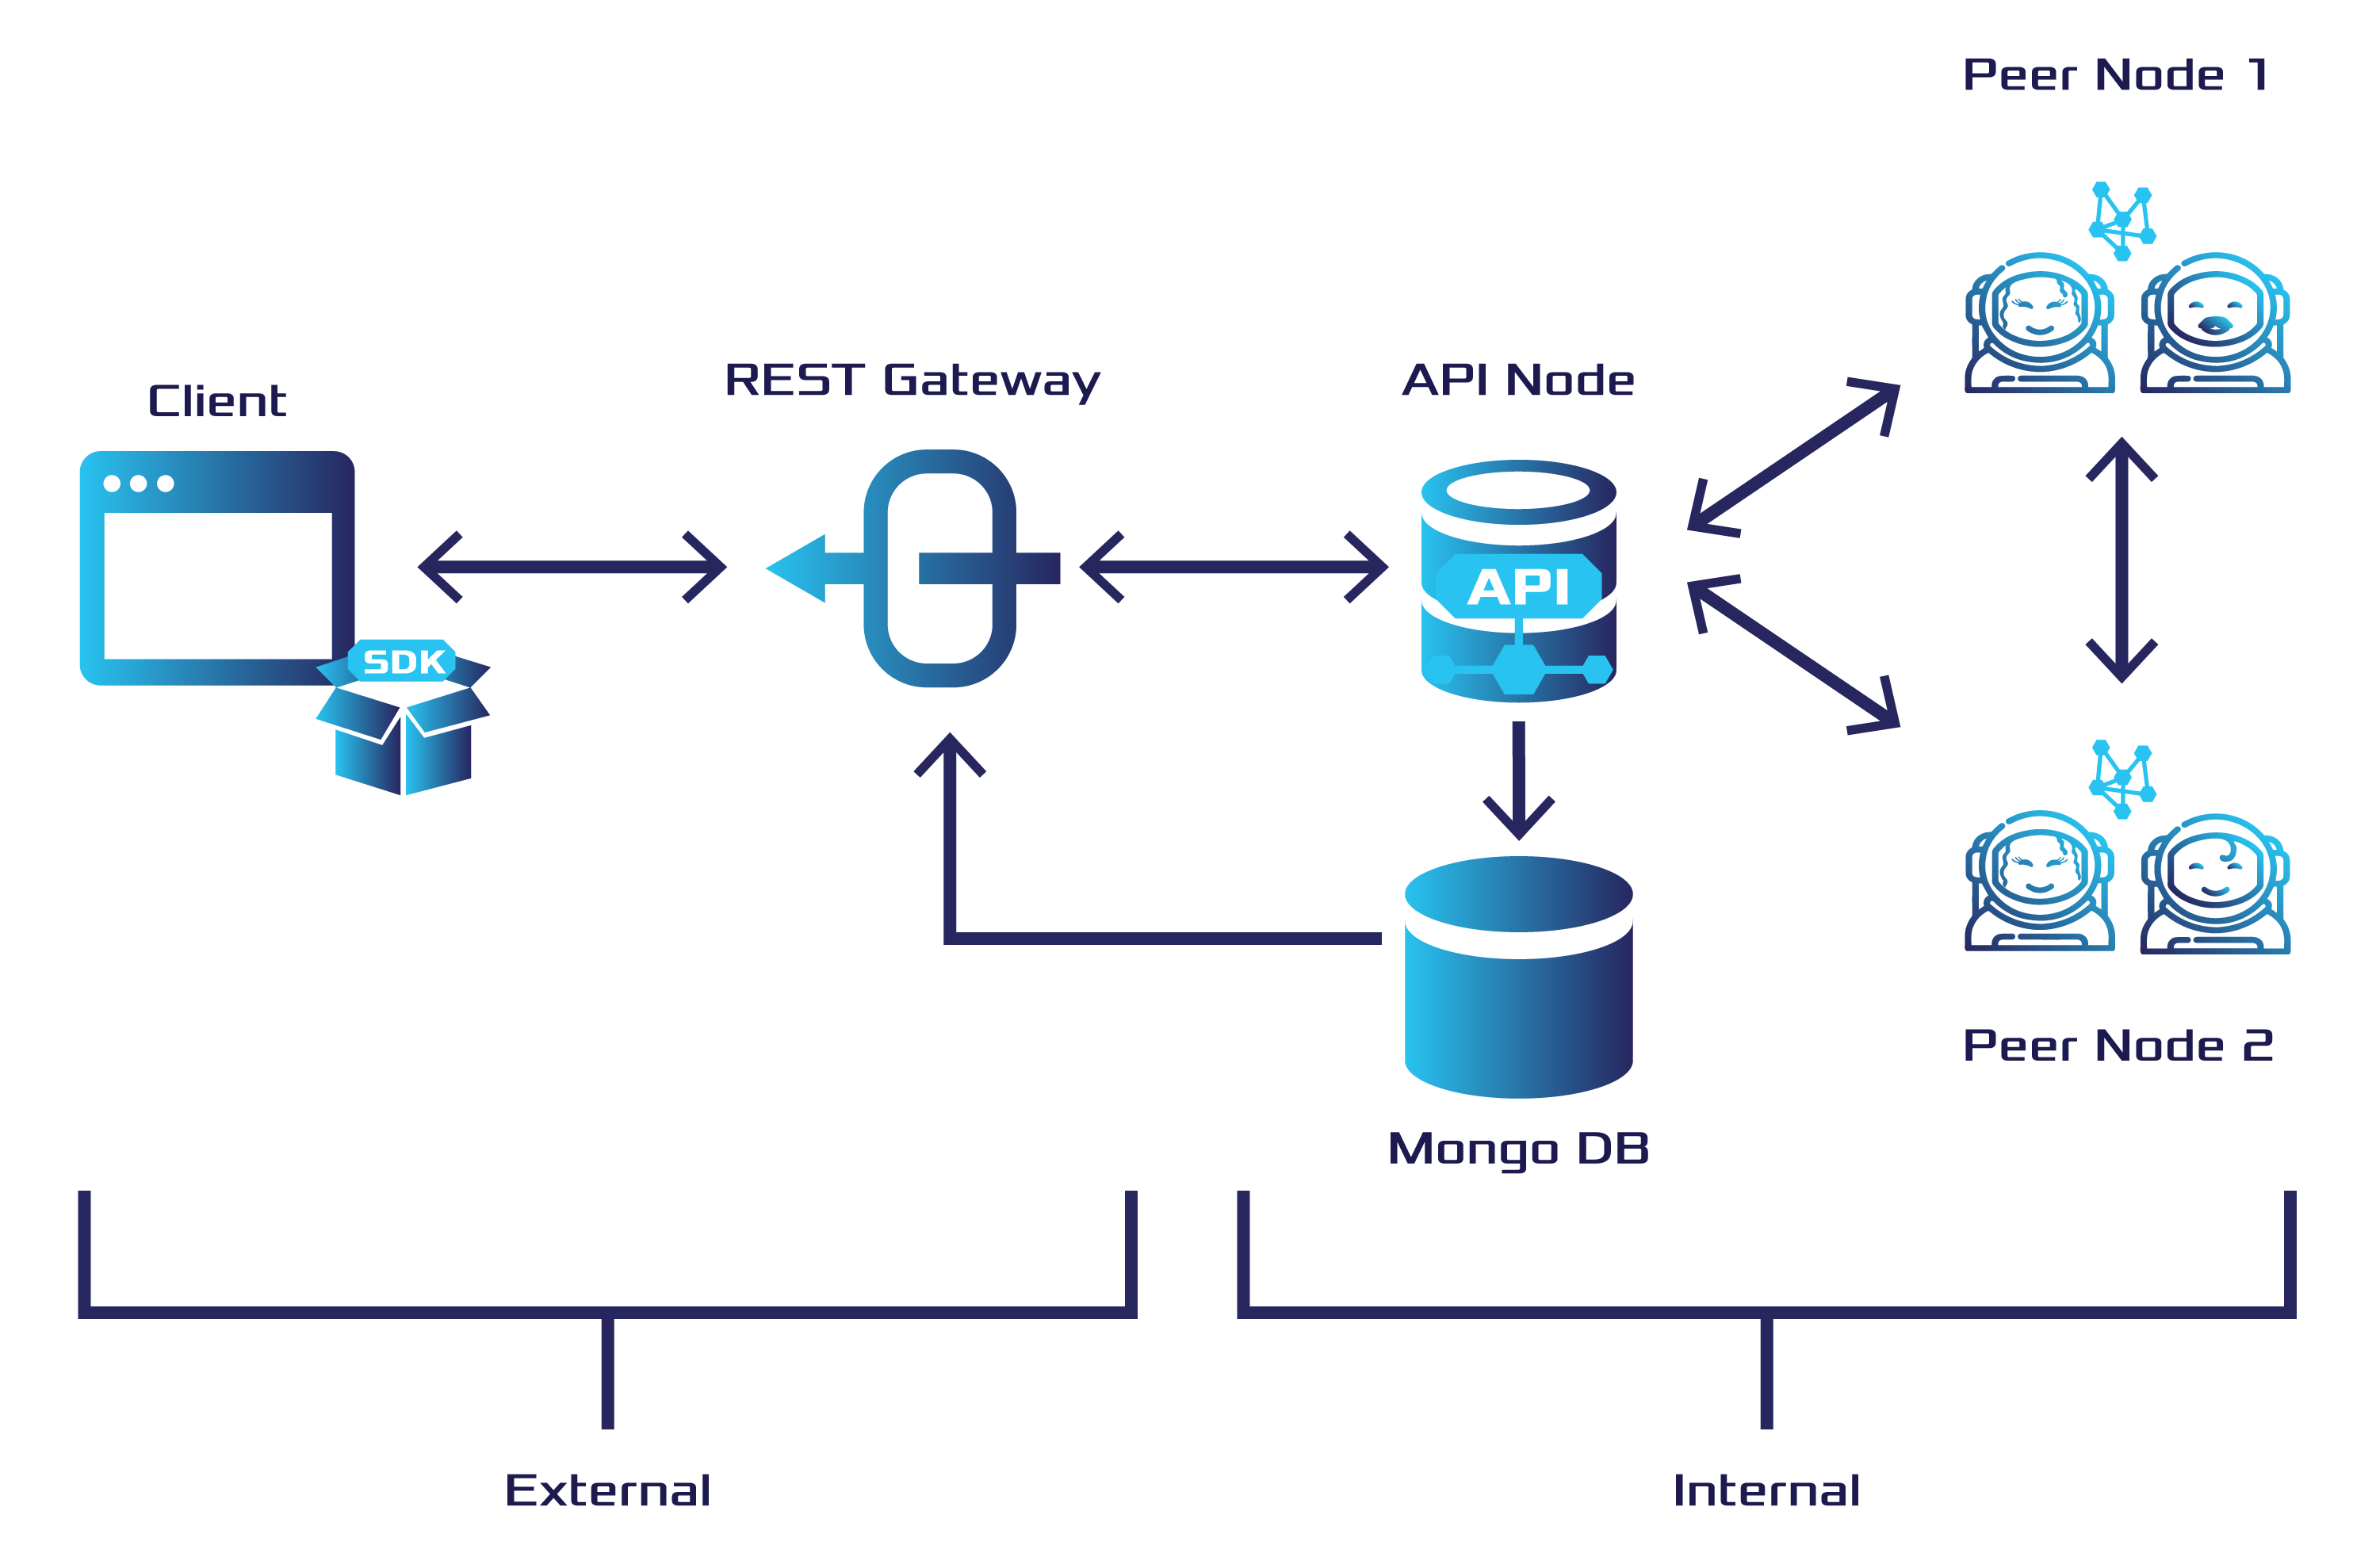 Peer Node 1
Client
REST Gateway
API Node
API
SDK
Peer Node 2
Mongo DB
External
Internal